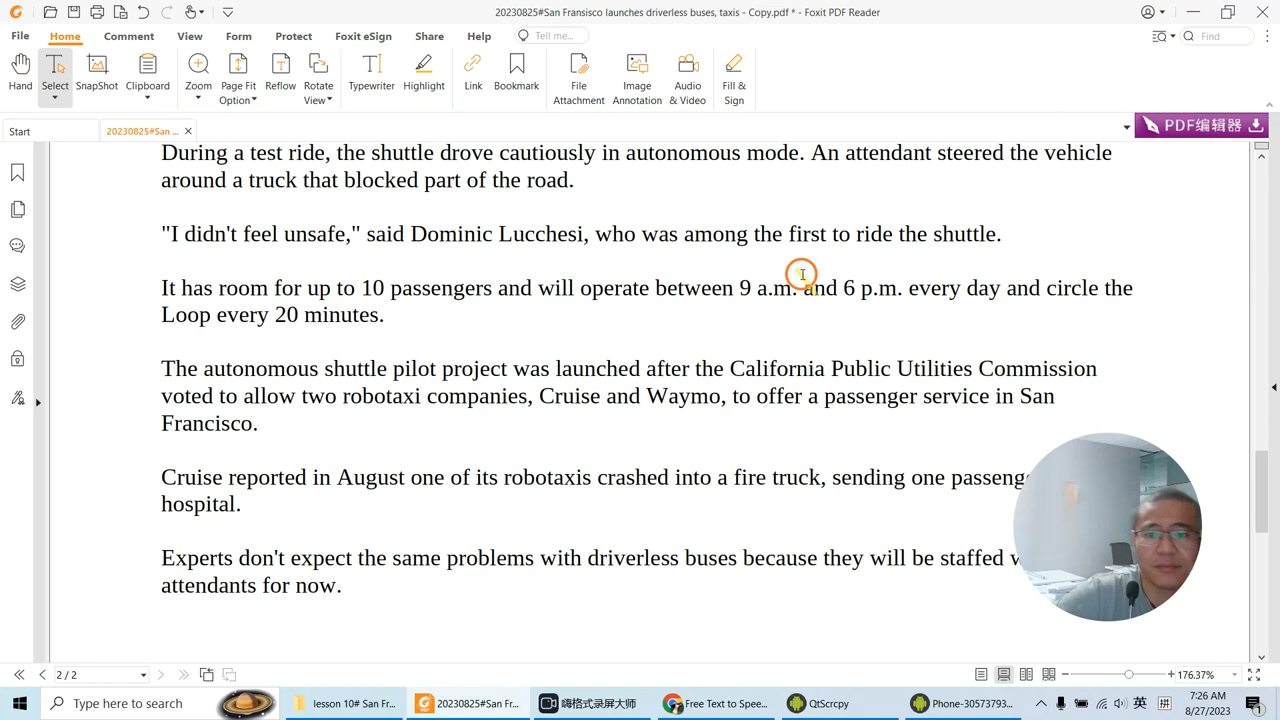 20230825#San Fransisco launches driverless buses, taxis - Copy.pdf * - Foxit PDF Reader
File Home Comment View Form Protect Foxit eSign Share Help Tell me... Find
Hand Select SnapShot Clipboard Zoom Page Fit Option Reflow Rotate View Typewriter Highlight Link Bookmark File Attachment Image Annotation Audio & Video Fill & Sign
Start 20230825#San ... PDF编辑器
During a test ride, the shuttle drove cautiously in autonomous mode. An attendant steered the vehicle
around a truck that blocked part of the road.
"I didn't feel unsafe," said Dominic Lucchesi, who was among the first to ride the shuttle.
It has room for up to 10 passengers and will operate between 9 a.m. and 6 p.m. every day and circle the
Loop every 20 minutes.
The autonomous shuttle pilot project was launched after the California Public Utilities Commission
voted to allow two robotaxi companies, Cruise and Waymo, to offer a passenger service in San
Francisco.
Cruise reported in August one of its robotaxis crashed into a fire truck, sending one passeng
hospital.
Experts don't expect the same problems with driverless buses because they will be staffed
attendants for now.
2 / 2 176.37%
Type here to search lesson 10# San Fr... 20230825#San Fr... 嗨格式录屏大师 Free Text to Spee... QtScrcpy Phone-30573793... 英 拼 7:26 AM
8/27/2023 1